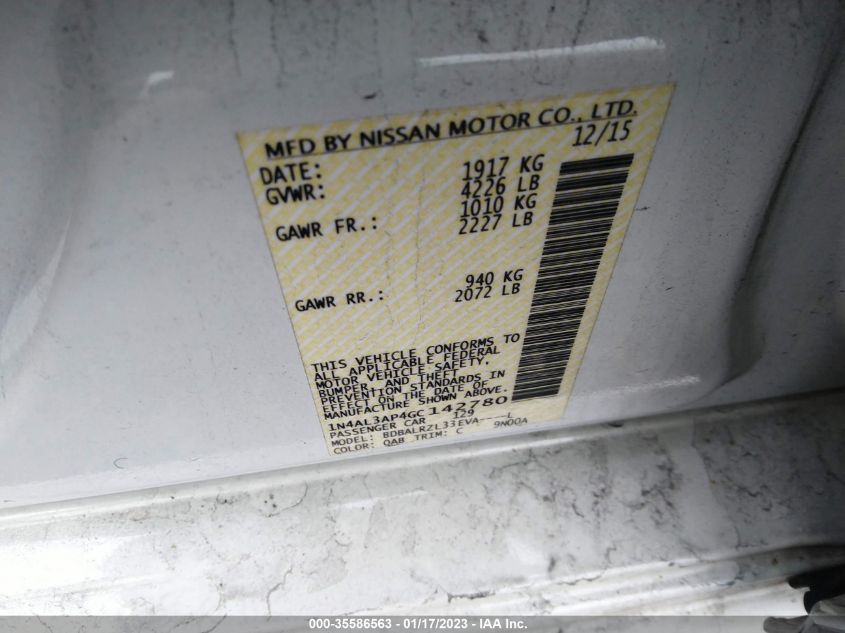 MFD BY NISSAN MOTOR CO., LTD.
DATE: 12/15
GVWR: 1917 KG
4226 LB
GAWR FR.: 1010 KG
2227 LB
GAWR RR.: 940 KG
2072 LB
THIS VEHICLE CONFORMS TO
ALL APPLICABLE FEDERAL
MOTOR VEHICLE SAFETY,
BUMPER, AND THEFT
PREVENTION STANDARDS IN
EFFECT ON THE DATE OF
MANUFACTURE SHOWN ABOVE.
1N4AL3AP4GC142780
PASSENGER CAR 129
MODEL: BDBALRZL33EVA----L
COLOR: QAB TRIM: C 9N00A
000-35586563 - 01/17/2023 - IAA Inc.